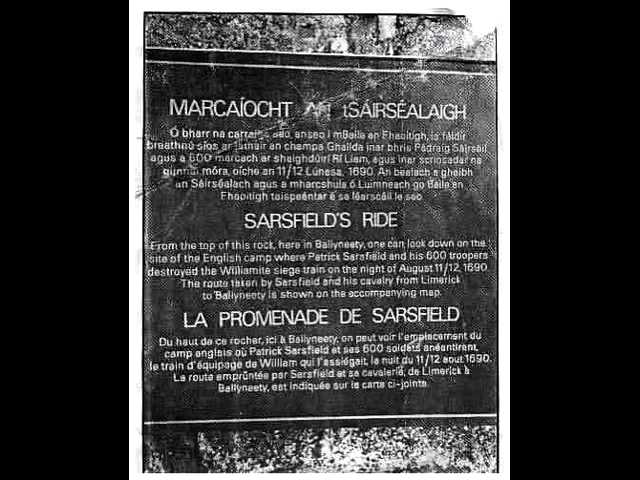 MARCAÍOCHT AN tSÁIRSÉALAIGH
Ó bharr na carraige seo, anseo i mBaile an Fhaoitigh, is féidir
breathnú síos ar láthair an champa Ghallda inar bhris Pádraig Sáirséil
agus a 600 marcach ar shaighdiúirí Rí Liam, agus inar scriosadar na
gunnaí móra, oíche an 11/12 Lúnasa, 1690. An bealach a ghaibh
an Sáirséalach agus a mharcshula ó Luimneach go Baile an
Fhaoitigh taispeántar é sa léarscáil le seo.
SARSFIELD'S RIDE
From the top of this rock, here in Ballyneety, one can look down on the
site of the English camp where Patrick Sarsfield and his 600 troopers
destroyed the Williamite siege train on the night of August 11/12, 1690.
The route taken by Sarsfield and his cavalry from Limerick
to Ballyneety is shown on the accompanying map.
LA PROMENADE DE SARSFIELD
Du haut de ce rocher, ici à Ballyneety, on peut voir l'emplacement du
camp anglais où Patrick Sarsfield et ses 600 soldats anéantirent,
le train d'équipage de William qui l'assiégait, la nuit du 11/12 aout 1690.
La route empruntée par Sarsfield et sa cavalerie, de Limerick à
Ballyneety, est indiquée sur la carte ci-jointe.